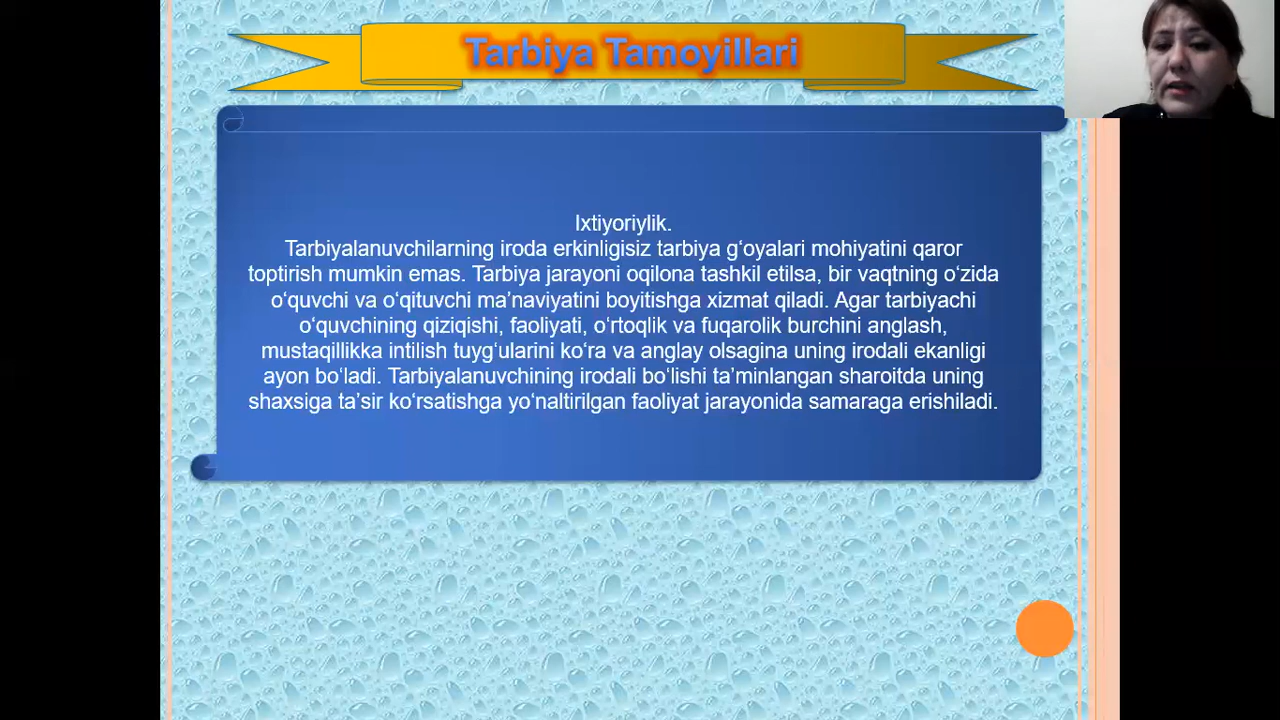 Tarbiya Tamoyillari
Ixtiyoriylik.
Tarbiyalanuvchilarning iroda erkinligisiz tarbiya g‘oyalari mohiyatini qaror
toptirish mumkin emas. Tarbiya jarayoni oqilona tashkil etilsa, bir vaqtning o‘zida
o‘quvchi va o‘qituvchi ma’naviyatini boyitishga xizmat qiladi. Agar tarbiyachi
o‘quvchining qiziqishi, faoliyati, o‘rtoqlik va fuqarolik burchini anglash,
mustaqillikka intilish tuyg‘ularini ko‘ra va anglay olsagina uning irodali ekanligi
ayon bo‘ladi. Tarbiyalanuvchining irodali bo‘lishi ta’minlangan sharoitda uning
shaxsiga ta’sir ko‘rsatishga yo‘naltirilgan faoliyat jarayonida samaraga erishiladi.